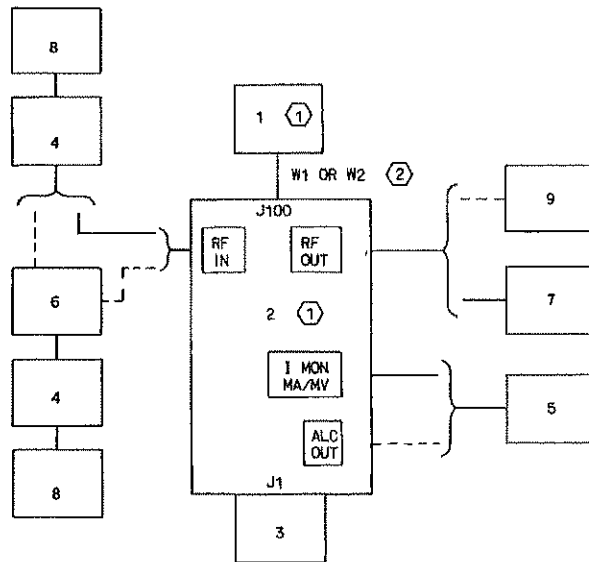 8
4
1 1
W1 OR W2 2
J100
RF
IN
RF
OUT
9
6
2 1
7
I MON
MA/MV
4
5
ALC
OUT
J1
8
3